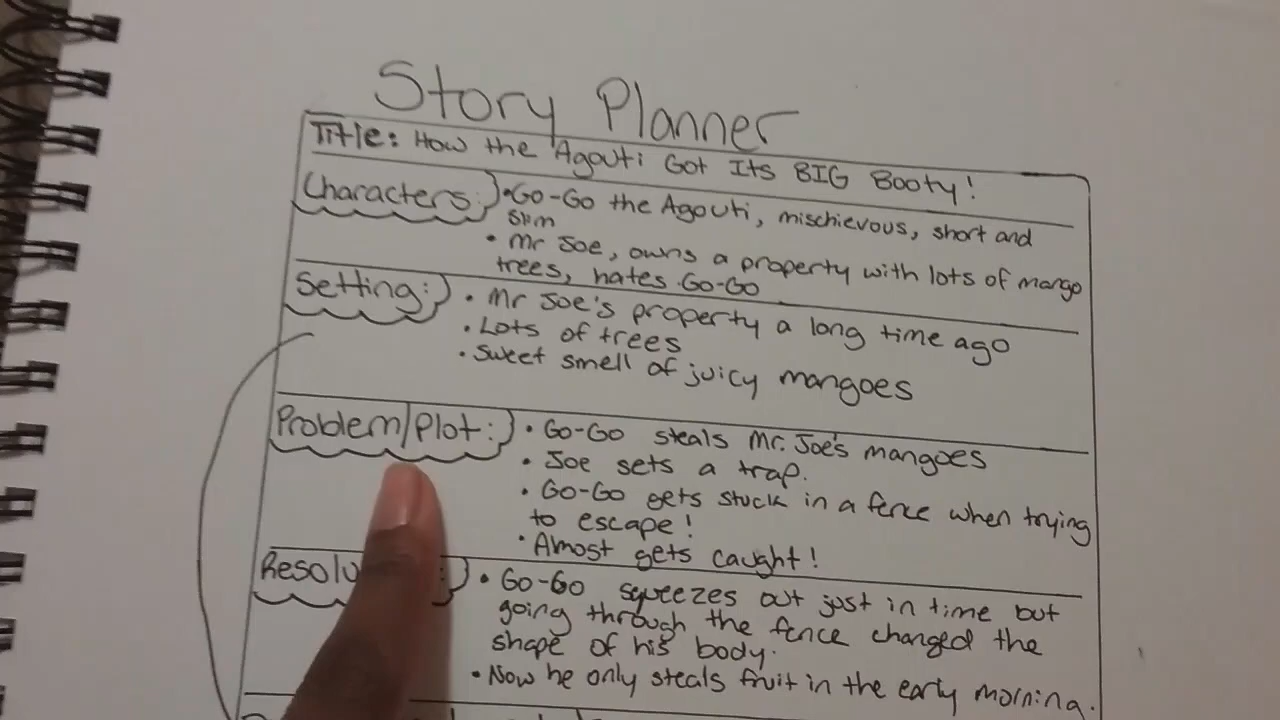 Story Planner
Title: How the Agouti Got Its BIG Booty!
Characters: • Go-Go the Agouti, mischievous, short and
slim
• Mr Joe, owns a property with lots of mango
trees, hates Go-Go
Setting: • Mr Joe's property a long time ago
• Lots of trees
• Sweet smell of juicy mangoes
Problem/Plot: • Go-Go steals Mr. Joe's mangoes
• Joe sets a trap.
• Go-Go gets stuck in a fence when trying
to escape!
• Almost gets caught!
Resolu : • Go-Go squeezes out just in time but
going through the fence changed the
shape of his body.
• Now he only steals fruit in the early morning.